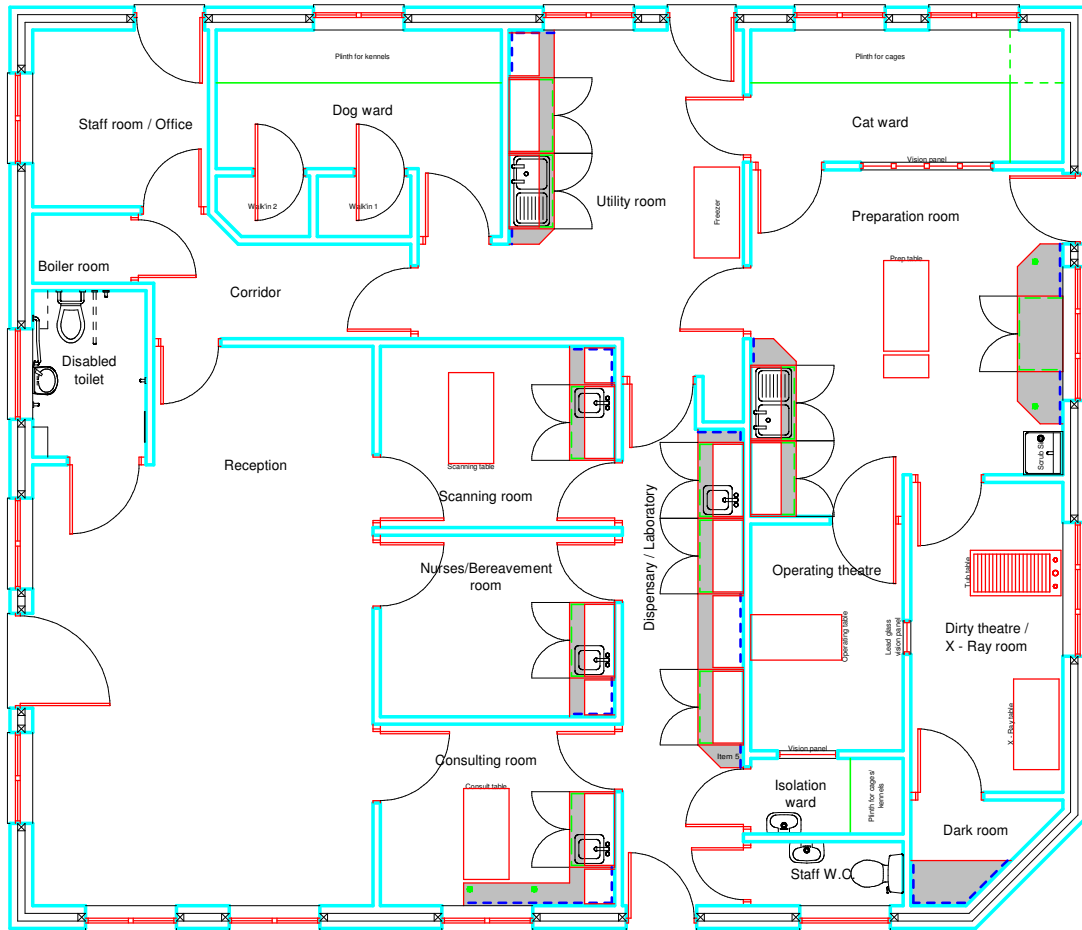 Plinth for kennels
Plinth for cages
Dog ward
Staff room / Office
Cat ward
Vision panel
Walk'in 2
Walk'in 1
Utility room
Freezer
Preparation room
Boiler room
Prep table
Corridor
Disabled
toilet
Reception
Scanning table
Scanning room
Scrub Si
Dispensary / Laboratory
Nurses/Bereavement
room
Operating theatre
Tub table
Operating table
Lead glass
vision panel
Dirty theatre /
X - Ray room
X - Ray table
Vision panel
Item 5
Consulting room
Consult table
Isolation
ward
Plinth for cages/
kennels
Dark room
Staff W.C.